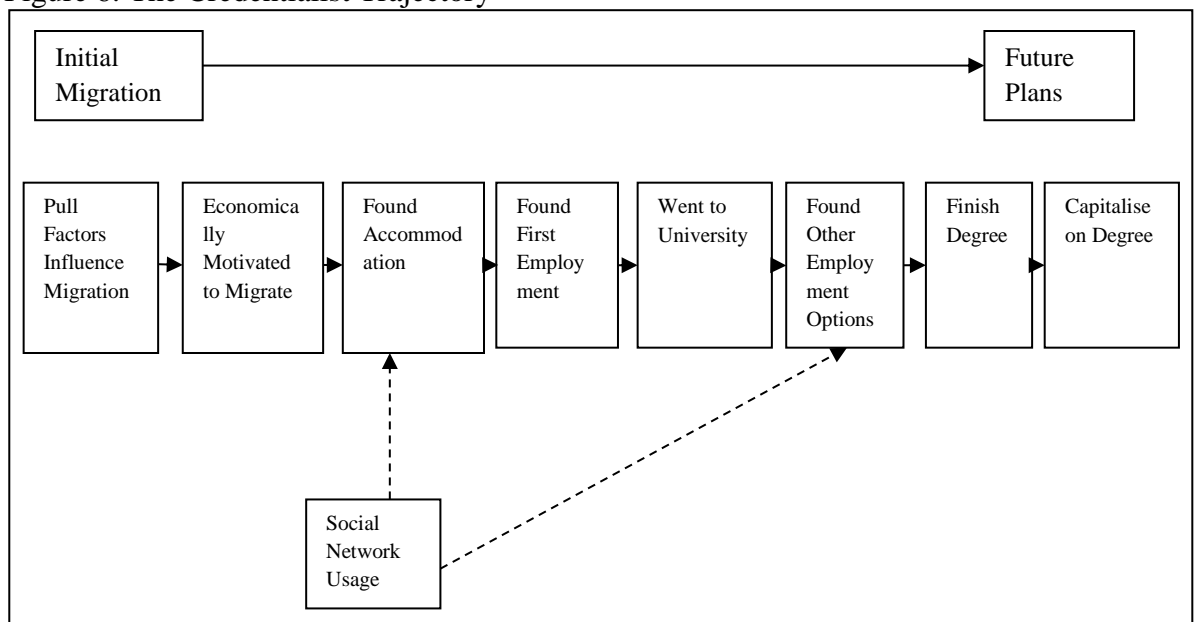 Figure 6: The Credentialist Trajectory
Initial
Migration
Future
Plans
Pull
Factors
Influence
Migration
Economica
lly
Motivated
to Migrate
Found
Accommod
ation
Found
First
Employ
ment
Went to
University
Found
Other
Employ
ment
Options
Finish
Degree
Capitalise
on Degree
Social
Network
Usage